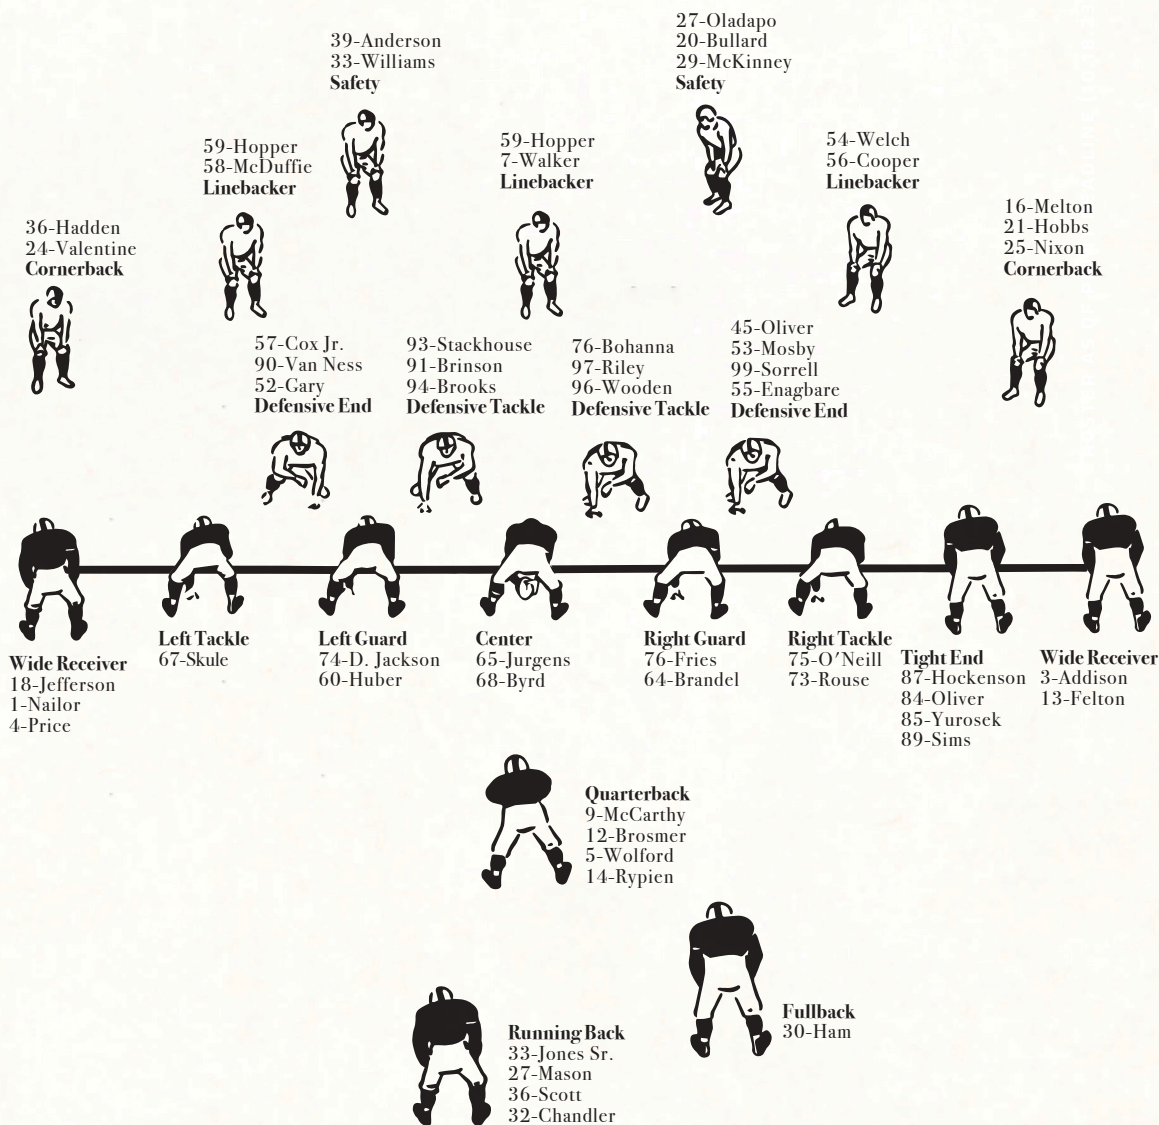 27-Oladapo
20-Bullard
29-McKinney
Safety
39-Anderson
33-Williams
Safety
59-Hopper
58-McDuffie
Linebacker
59-Hopper
7-Walker
Linebacker
54-Welch
56-Cooper
Linebacker
36-Hadden
24-Valentine
Cornerback
16-Melton
21-Hobbs
25-Nixon
Cornerback
57-Cox Jr.
90-Van Ness
52-Gary
Defensive End
93-Stackhouse
91-Brinson
94-Brooks
Defensive Tackle
76-Bohanna
97-Riley
96-Wooden
Defensive Tackle
45-Oliver
53-Mosby
99-Sorrell
55-Enagbare
Defensive End
Wide Receiver
18-Jefferson
1-Nailor
4-Price
Left Tackle
67-Skule
Left Guard
74-D. Jackson
60-Huber
Center
65-Jurgens
68-Byrd
Right Guard
76-Fries
64-Brandel
Right Tackle
75-O'Neill
73-Rouse
Tight End
87-Hockenson
84-Oliver
85-Yurosek
89-Sims
Wide Receiver
3-Addison
13-Felton
Quarterback
9-McCarthy
12-Brosmer
5-Wolford
14-Rypien
Fullback
30-Ham
Running Back
33-Jones Sr.
27-Mason
36-Scott
32-Chandler